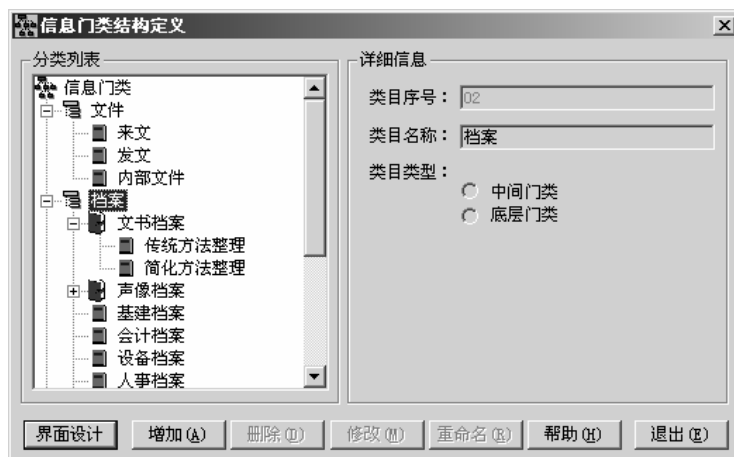 信息门类结构定义
分类列表
信息门类
文件
来文
发文
内部文件
档案
文书档案
传统方法整理
简化方法整理
声像档案
基建档案
会计档案
设备档案
人事档案
详细信息
类目序号： 02
类目名称： 档案
类目类型：
中间门类
底层门类
界面设计 增加(A) 删除(D) 修改(M) 重命名(R) 帮助(H) 退出(E)